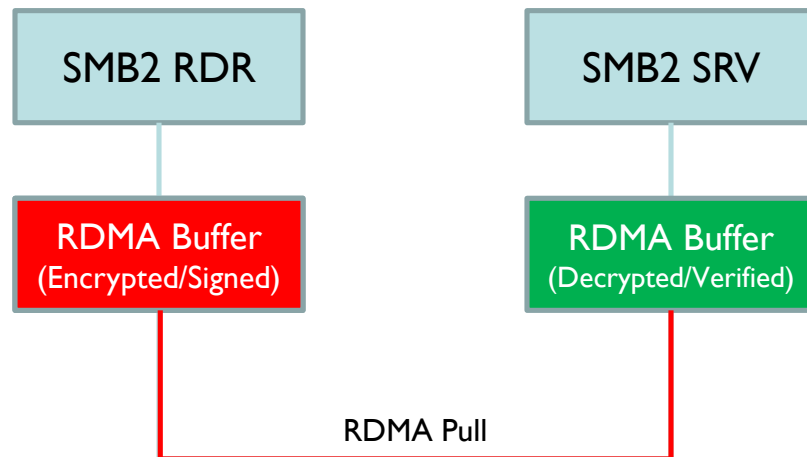 SMB2 RDR
SMB2 SRV
RDMA Buffer
(Encrypted/Signed)
RDMA Buffer
(Decrypted/Verified)
RDMA Pull